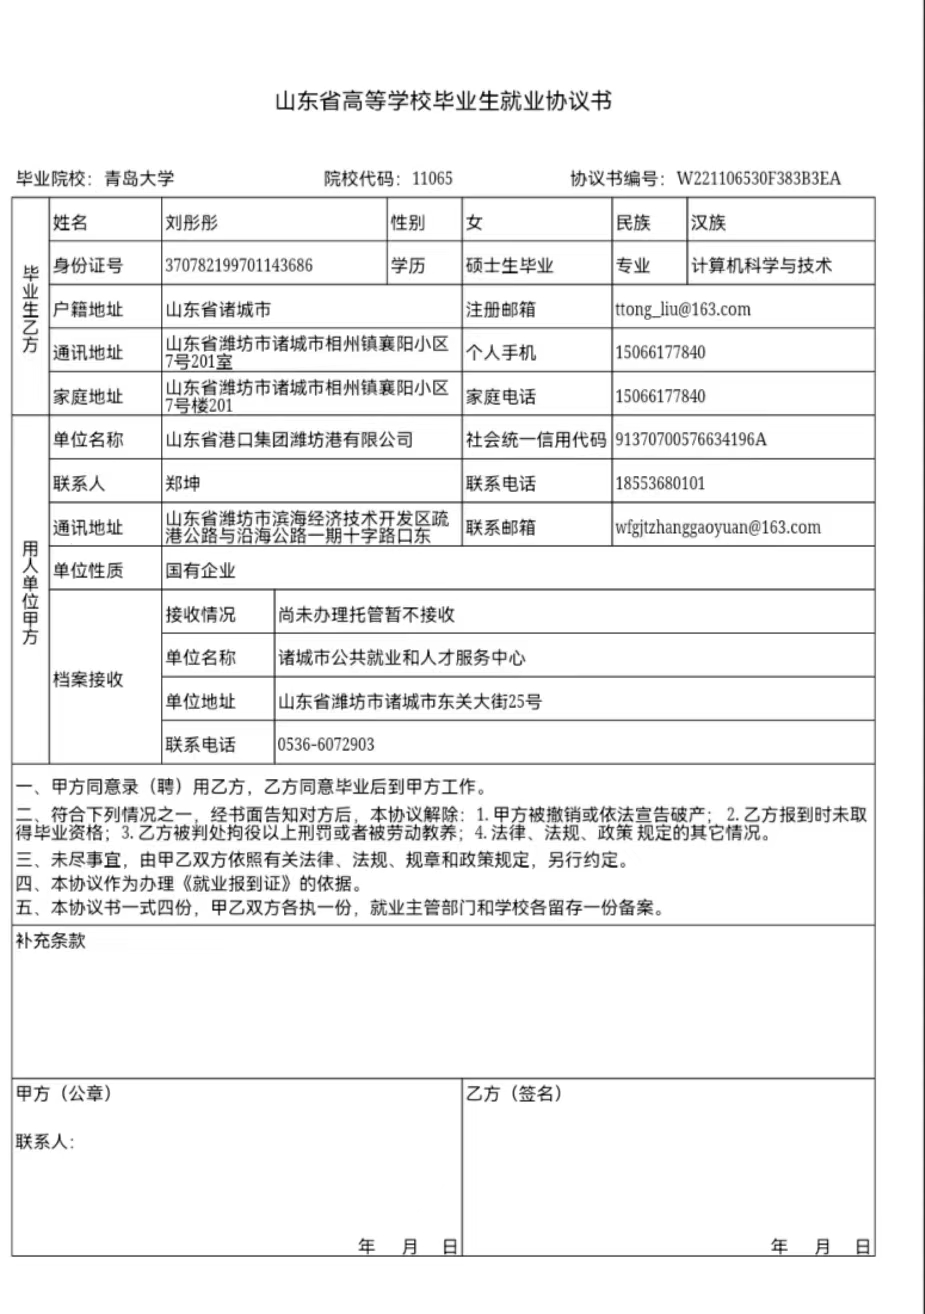 山东省高等学校毕业生就业协议书
毕业院校：青岛大学 院校代码：11065 协议书编号：W221106530F383B3EA
毕业生乙方
姓名 刘彤彤 性别 女 民族 汉族
身份证号 370782199701143686 学历 硕士生毕业 专业 计算机科学与技术
户籍地址 山东省诸城市 注册邮箱 ttong_liu@163.com
通讯地址 山东省潍坊市诸城市相州镇襄阳小区
7号201室 个人手机 15066177840
家庭地址 山东省潍坊市诸城市相州镇襄阳小区
7号楼201 家庭电话 15066177840
用人单位甲方
单位名称 山东省港口集团潍坊港有限公司 社会统一信用代码 91370700576634196A
联系人 郑坤 联系电话 18553680101
通讯地址 山东省潍坊市滨海经济技术开发区疏
港公路与沿海公路一期十字路口东 联系邮箱 wfgjtzhanggaoyuan@163.com
单位性质 国有企业
档案接收
接收情况 尚未办理托管暂不接收
单位名称 诸城市公共就业和人才服务中心
单位地址 山东省潍坊市诸城市东关大街25号
联系电话 0536-6072903
一、甲方同意录（聘）用乙方，乙方同意毕业后到甲方工作。
二、符合下列情况之一，经书面告知对方后，本协议解除：1.甲方被撤销或依法宣告破产；2.乙方报到时未取
得毕业资格；3.乙方被判处拘役以上刑罚或者被劳动教养；4.法律、法规、政策 规定的其它情况。
三、未尽事宜，由甲乙双方依照有关法律、法规、规章和政策规定，另行约定。
四、本协议作为办理《就业报到证》的依据。
五、本协议书一式四份，甲乙双方各执一份，就业主管部门和学校各留存一份备案。
补充条款
甲方（公章） 乙方（签名）
联系人：
年 月 日 年 月 日